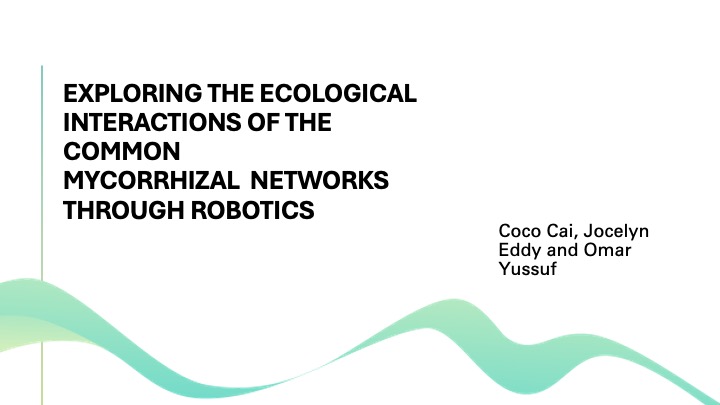 EXPLORING THE ECOLOGICAL
INTERACTIONS OF THE
COMMON
MYCORRHIZAL  NETWORKS
THROUGH ROBOTICS
Coco Cai, Jocelyn
Eddy and Omar
Yussuf